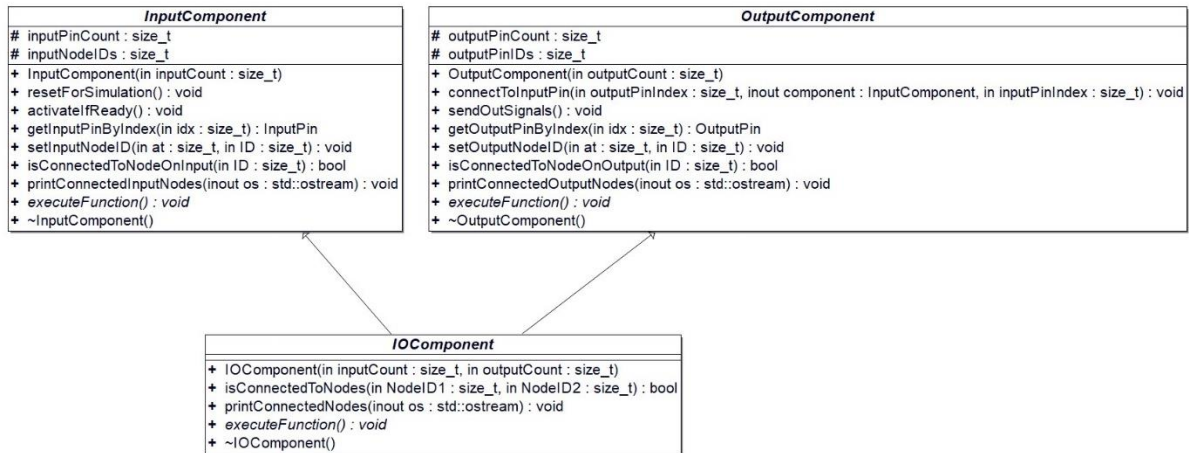 InputComponent
# inputPinCount : size_t
# inputNodeIDs : size_t
+ InputComponent(in inputCount : size_t)
+ resetForSimulation() : void
+ activateIfReady() : void
+ getInputPinByIndex(in idx : size_t) : InputPin
+ setInputNodeID(in at : size_t, in ID : size_t) : void
+ isConnectedToNodeOnInput(in ID : size_t) : bool
+ printConnectedInputNodes(inout os : std::ostream) : void
+ executeFunction() : void
+ ~InputComponent()
OutputComponent
# outputPinCount : size_t
# outputPinIDs : size_t
+ OutputComponent(in outputCount : size_t)
+ connectToInputPin(in outputPinIndex : size_t, inout component : InputComponent, in inputPinIndex : size_t) : void
+ sendOutSignals() : void
+ getOutputPinByIndex(in idx : size_t) : OutputPin
+ setOutputNodeID(in at : size_t, in ID : size_t) : void
+ isConnectedToNodeOnOutput(in ID : size_t) : bool
+ printConnectedOutputNodes(inout os : std::ostream) : void
+ executeFunction() : void
+ ~OutputComponent()
IOComponent
+ IOComponent(in inputCount : size_t, in outputCount : size_t)
+ isConnectedToNodes(in NodeID1 : size_t, in NodeID2 : size_t) : bool
+ printConnectedNodes(inout os : std::ostream) : void
+ executeFunction() : void
+ ~IOComponent()